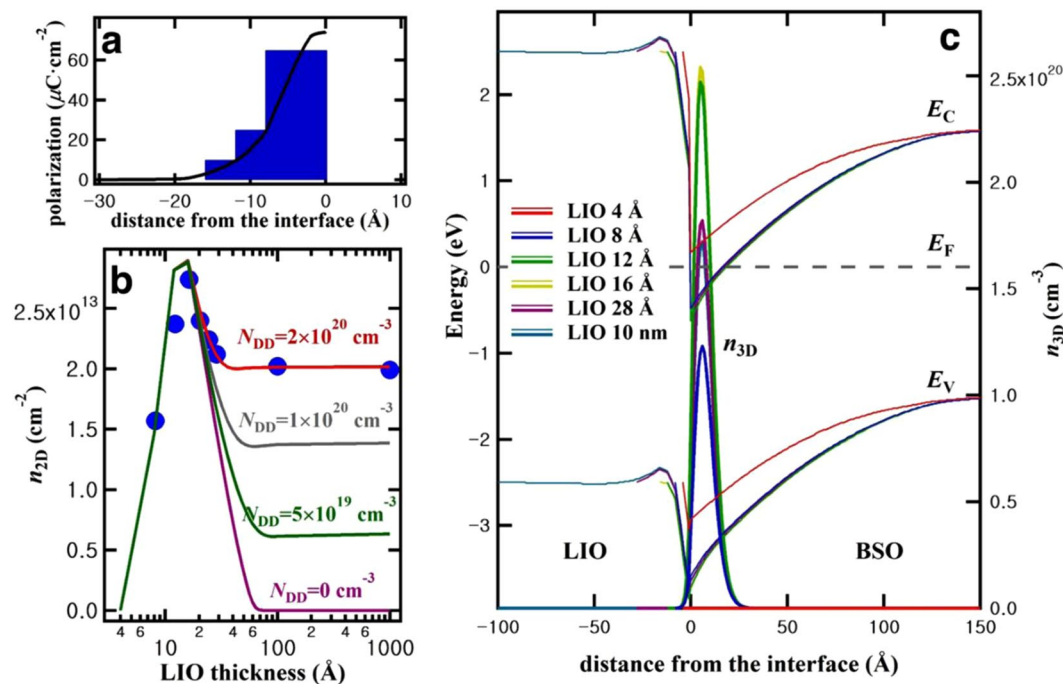 a
polarization (μC·cm⁻²)
60
40
20
0
−30
−20
−10
0
10
distance from the interface (Å)
b
n2D (cm⁻²)
2.5x10¹³
2.0
1.5
1.0
0.5
0.0
NDD=2×10²⁰ cm⁻³
NDD=1×10²⁰ cm⁻³
NDD=5×10¹⁹ cm⁻³
NDD=0 cm⁻³
4 6 2 4 6 2 4 6
10 100 1000
LIO thickness (Å)
c
Energy (eV)
2
1
0
−1
−2
−3
LIO 4 Å
LIO 8 Å
LIO 12 Å
LIO 16 Å
LIO 28 Å
LIO 10 nm
n3D
EC
EF
EV
LIO
BSO
2.5x10²⁰
2.0
1.5
1.0
0.5
0.0
n3D (cm⁻³)
−100
−50
0
50
100
150
distance from the interface (Å)